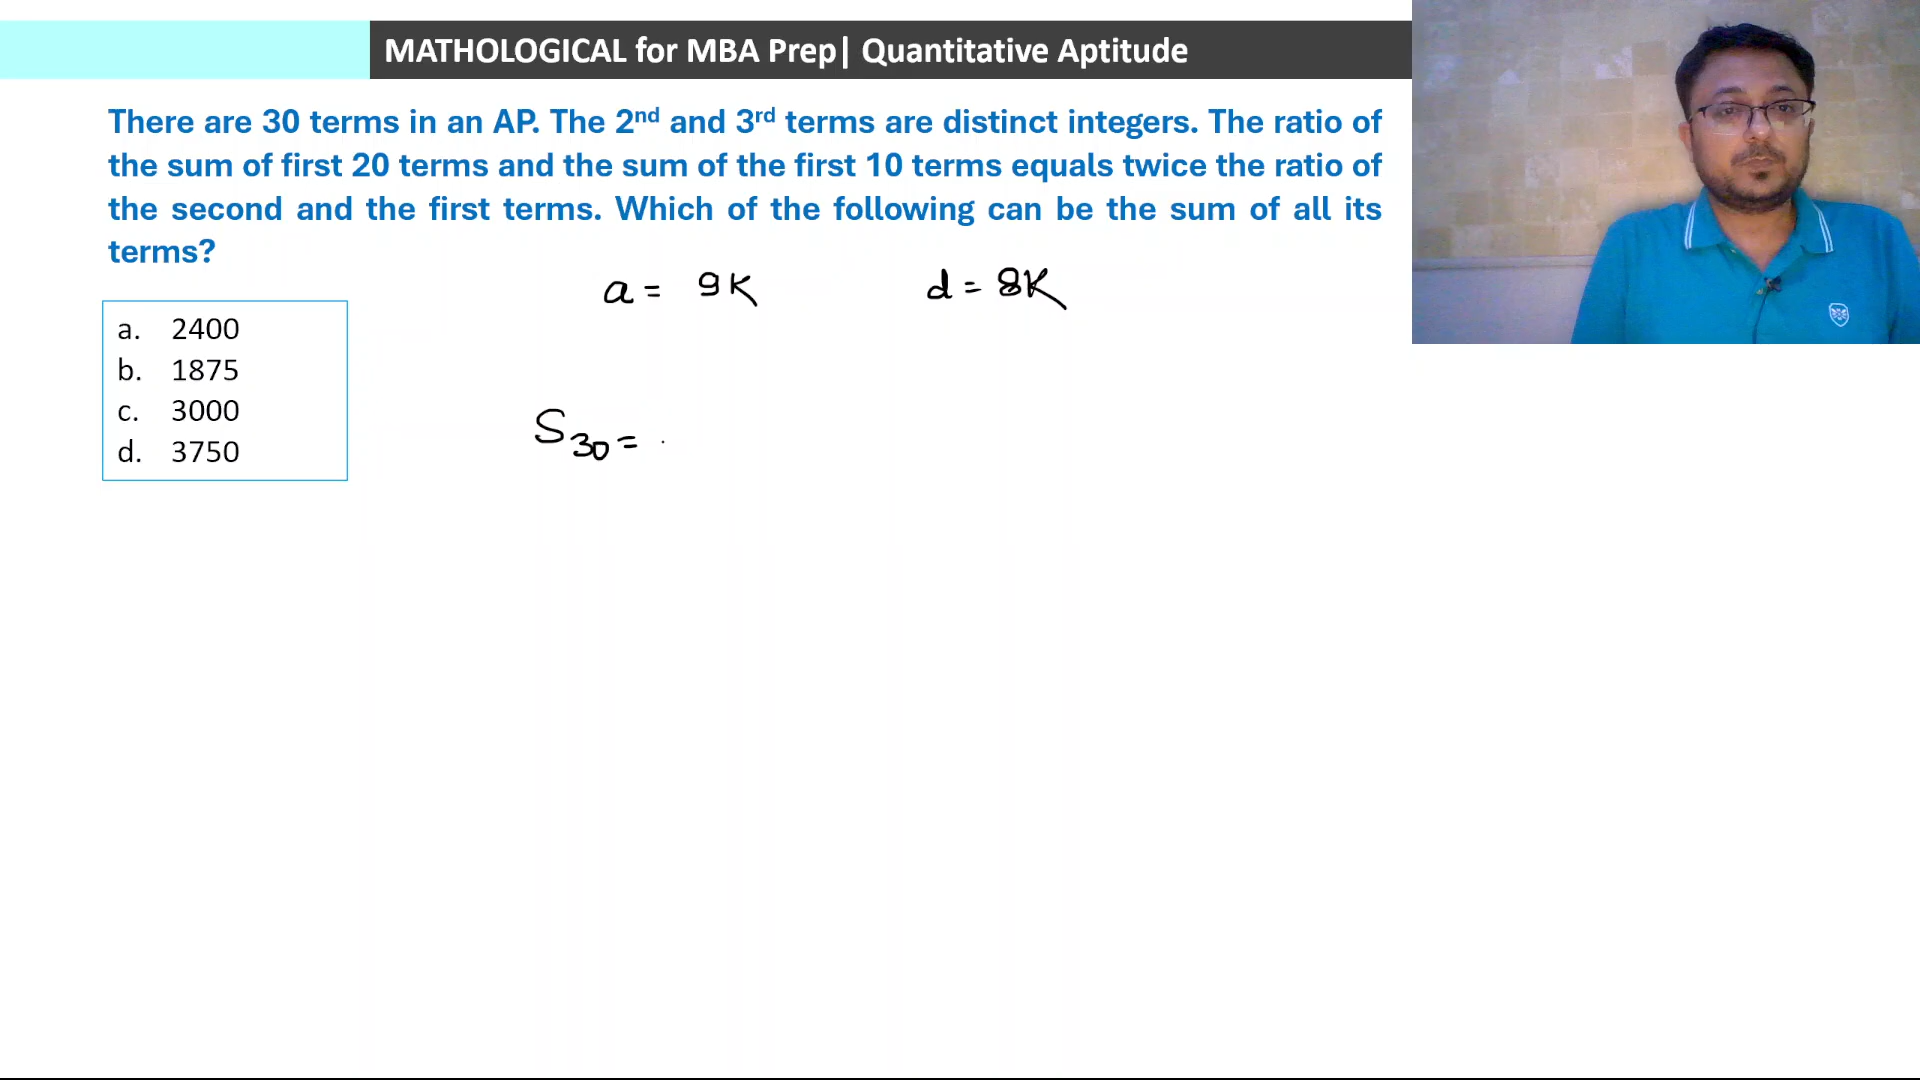 MATHOLOGICAL for MBA Prep| Quantitative Aptitude
There are 30 terms in an AP. The 2nd and 3rd terms are distinct integers. The ratio of
the sum of first 20 terms and the sum of the first 10 terms equals twice the ratio of
the second and the first terms. Which of the following can be the sum of all its
terms?
a = 9K d = 8K
a. 2400
b. 1875
c. 3000
d. 3750
S30 =